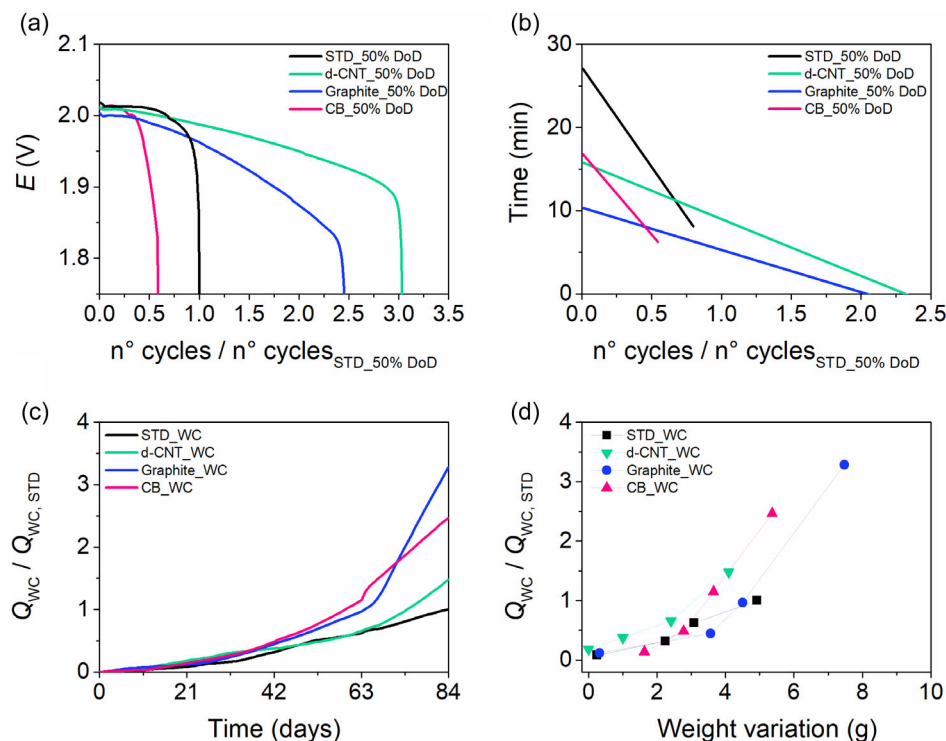 (a)
2.1
2.0
1.9
1.8
E (V)
STD_50% DoD
d-CNT_50% DoD
Graphite_50% DoD
CB_50% DoD
0.0 0.5 1.0 1.5 2.0 2.5 3.0 3.5
n° cycles / n° cycles STD_50% DoD
(b)
30
20
10
0
Time (min)
STD_50% DoD
d-CNT_50% DoD
Graphite_50% DoD
CB_50% DoD
0.0 0.5 1.0 1.5 2.0 2.5
n° cycles / n° cycles STD_50% DoD
(c)
4
3
2
1
0
Q WC / Q WC, STD
STD_WC
d-CNT_WC
Graphite_WC
CB_WC
0 21 42 63 84
Time (days)
(d)
4
3
2
1
0
Q WC / Q WC, STD
STD_WC
d-CNT_WC
Graphite_WC
CB_WC
0 2 4 6 8 10
Weight variation (g)